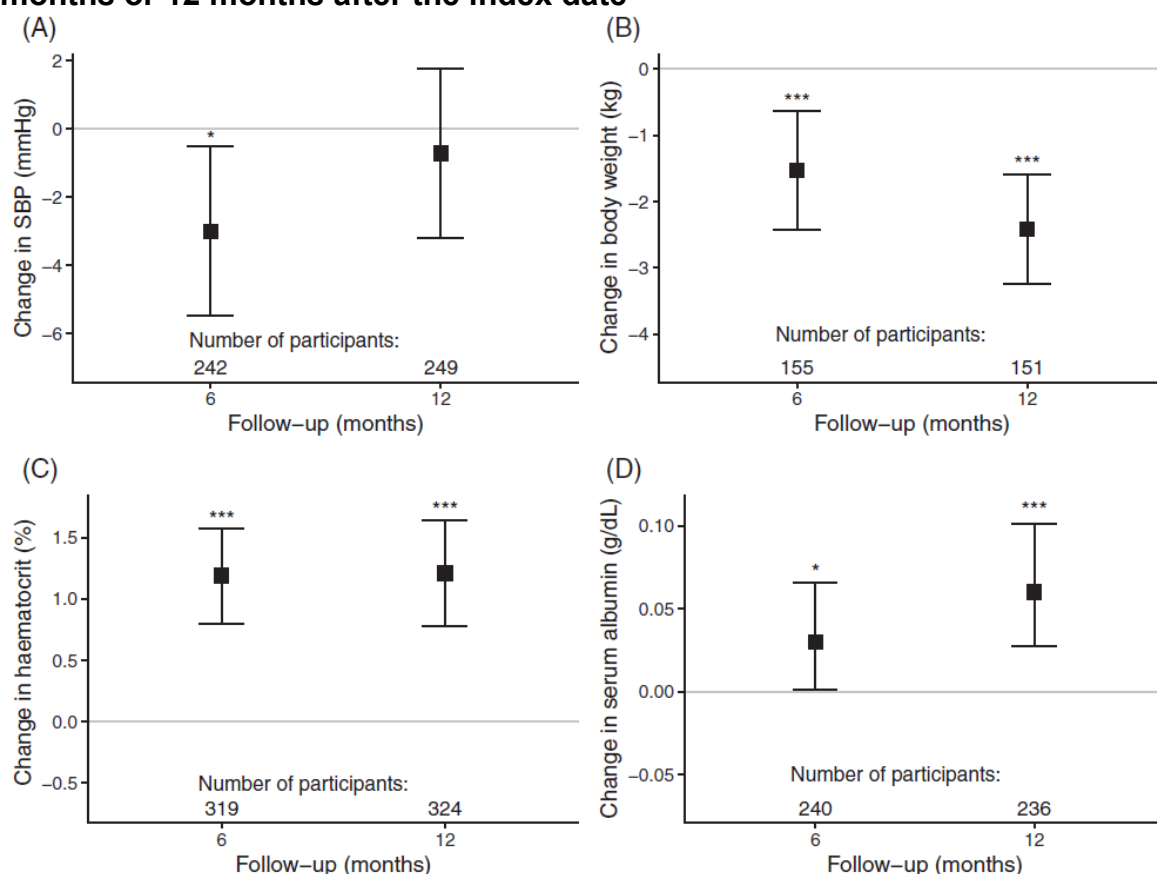 months or 12 months after the index date
(A)
Change in SBP (mmHg)
2
0
−2
−4
−6
*
Number of participants:
242 249
6 12
Follow−up (months)
(B)
Change in body weight (kg)
0
−1
−2
−3
−4
*** ***
Number of participants:
155 151
6 12
Follow−up (months)
(C)
Change in haematocrit (%)
1.5
1.0
0.5
0.0
−0.5
*** ***
Number of participants:
319 324
6 12
Follow−up (months)
(D)
Change in serum albumin (g/dL)
0.10
0.05
0.00
−0.05
* ***
Number of participants:
240 236
6 12
Follow−up (months)